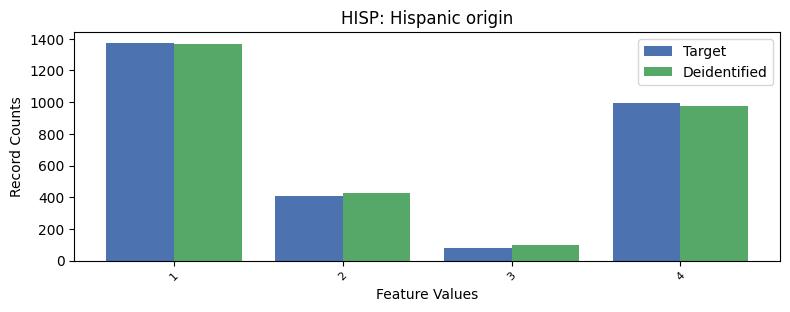 HISP: Hispanic origin
Target
Deidentified
Record Counts
1400
1200
1000
800
600
400
200
0
1
2
3
4
Feature Values